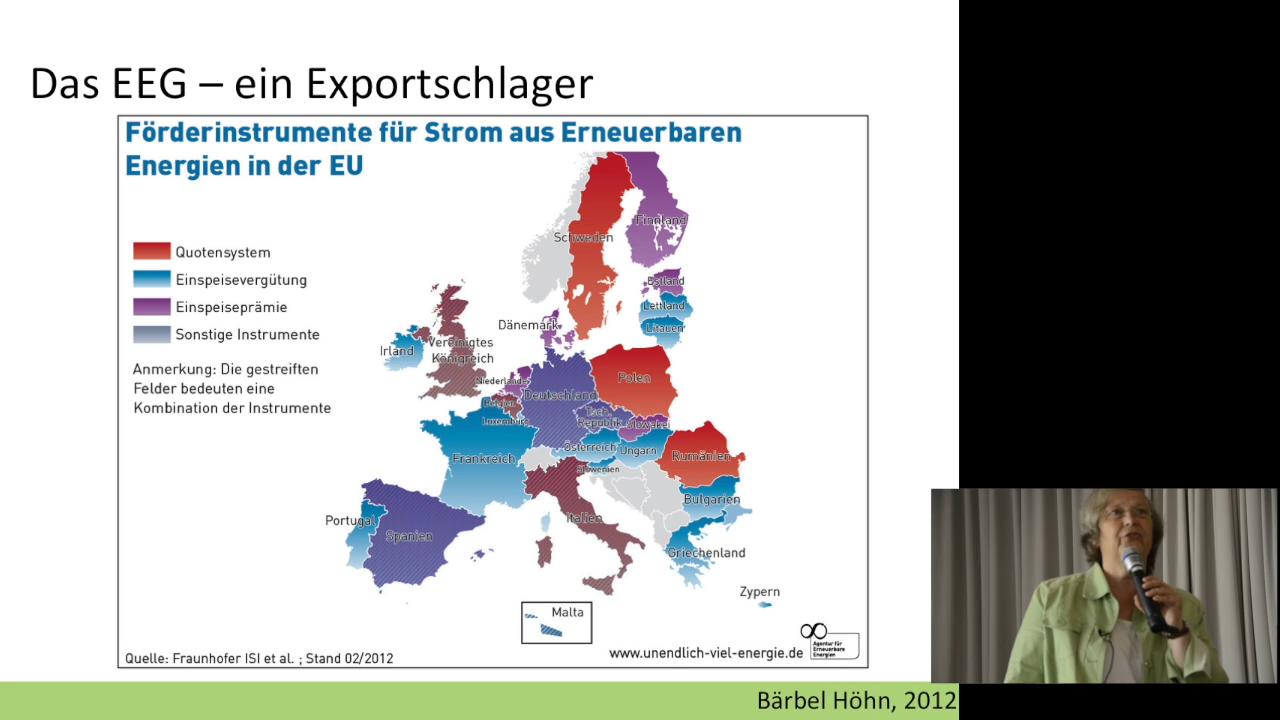 Das EEG – ein Exportschlager
Förderinstrumente für Strom aus Erneuerbaren
Energien in der EU
Quotensystem
Einspeisevergütung
Einspeiseprämie
Sonstige Instrumente
Anmerkung: Die gestreiften
Felder bedeuten eine
Kombination der Instrumente
Finnland
Schweden
Estland
Lettland
Litauen
Dänemark
Irland
Vereinigtes
Königreich
Niederlande
Deutschland
Polen
Belgien
Luxemburg
Tsch.
Republik
Slowakei
Österreich
Ungarn
Frankreich
Slowenien
Rumänien
Bulgarien
Portugal
Spanien
Italien
Griechenland
Zypern
Malta
Quelle: Fraunhofer ISI et al. ; Stand 02/2012
www.unendlich-viel-energie.de
Agentur für
Erneuerbare
Energien
Bärbel Höhn, 2012